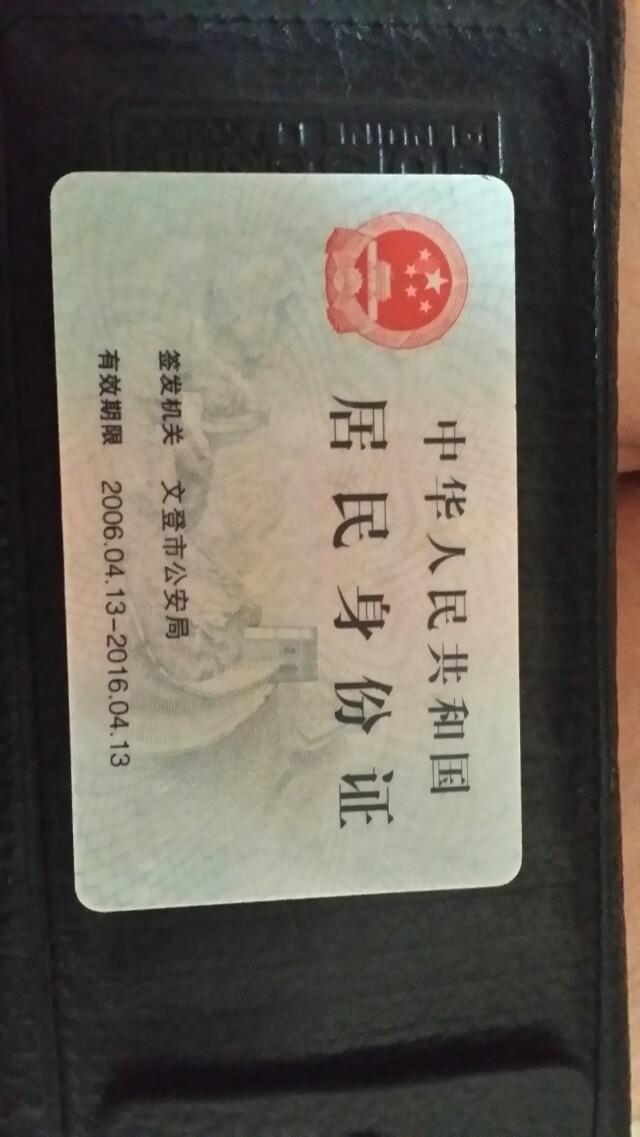 中华人民共和国
居民身份证
签发机关 文登市公安局
有效期限 2006.04.13-2016.04.13